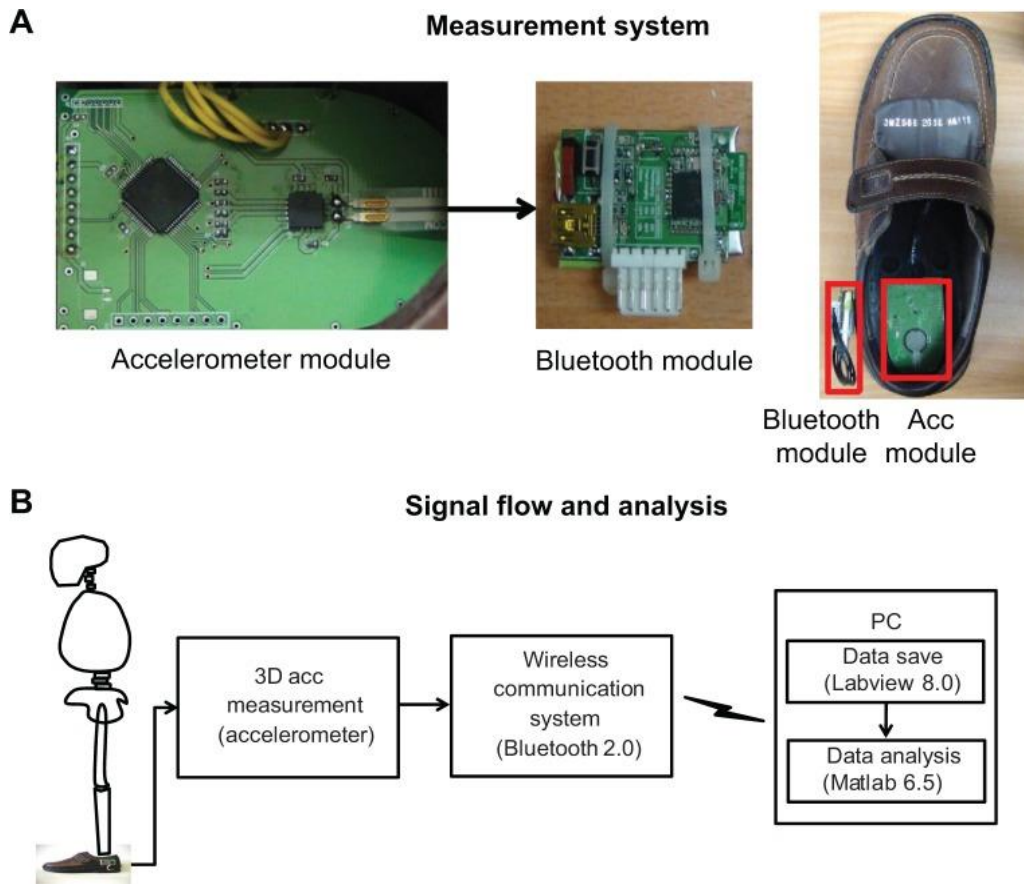 A
Measurement system
Accelerometer module
Bluetooth module
Bluetooth
module
Acc
module
B
Signal flow and analysis
3D acc
measurement
(accelerometer)
Wireless
communication
system
(Bluetooth 2.0)
PC
Data save
(Labview 8.0)
Data analysis
(Matlab 6.5)